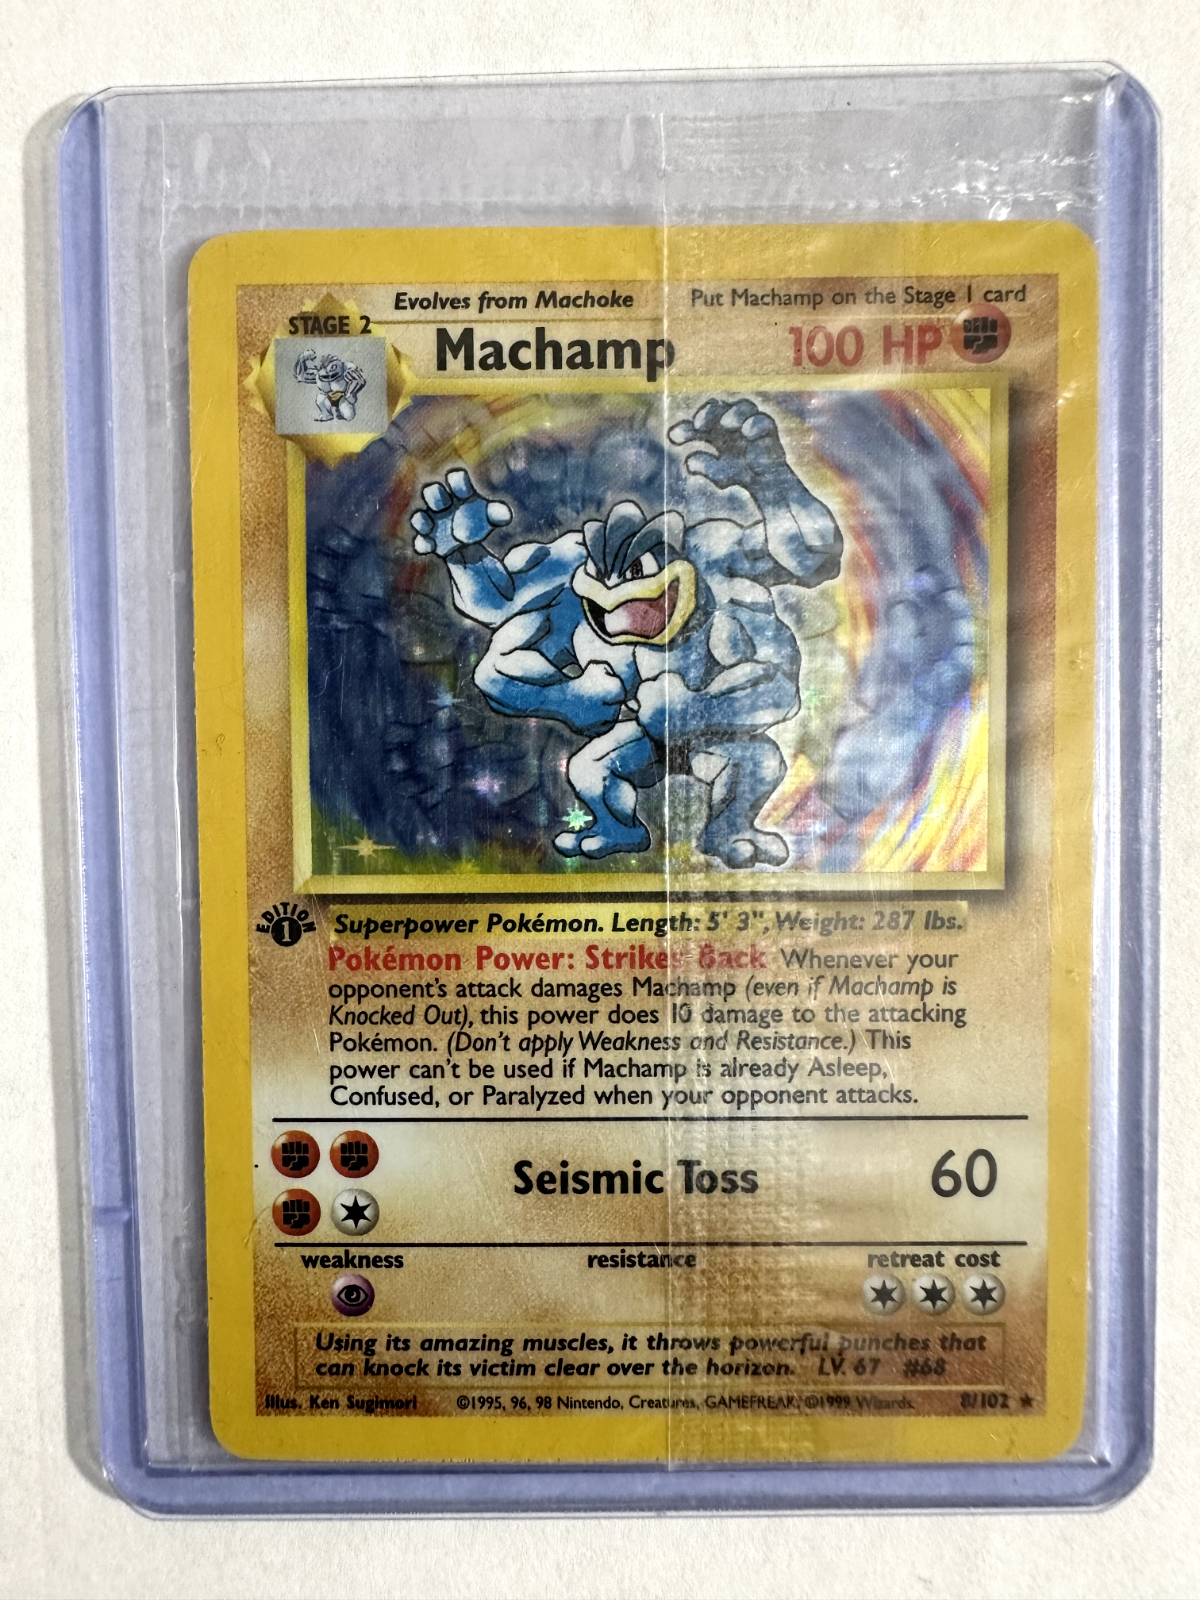 Evolves from Machoke
Put Machamp on the Stage 1 card
STAGE 2
Machamp
100 HP
EDITION
1
Superpower Pokémon. Length: 5' 3", Weight: 287 lbs.
Pokémon Power: Strikes Back Whenever your
opponent's attack damages Machamp (even if Machamp is
Knocked Out), this power does 10 damage to the attacking
Pokémon. (Don't apply Weakness and Resistance.) This
power can't be used if Machamp is already Asleep,
Confused, or Paralyzed when your opponent attacks.
Seismic Toss
60
weakness
resistance
retreat cost
Using its amazing muscles, it throws powerful punches that
can knock its victim clear over the horizon. LV. 67 #68
Illus. Ken Sugimori
©1995, 96, 98 Nintendo, Creatures, GAMEFREAK, ©1999 Wizards.
8/102